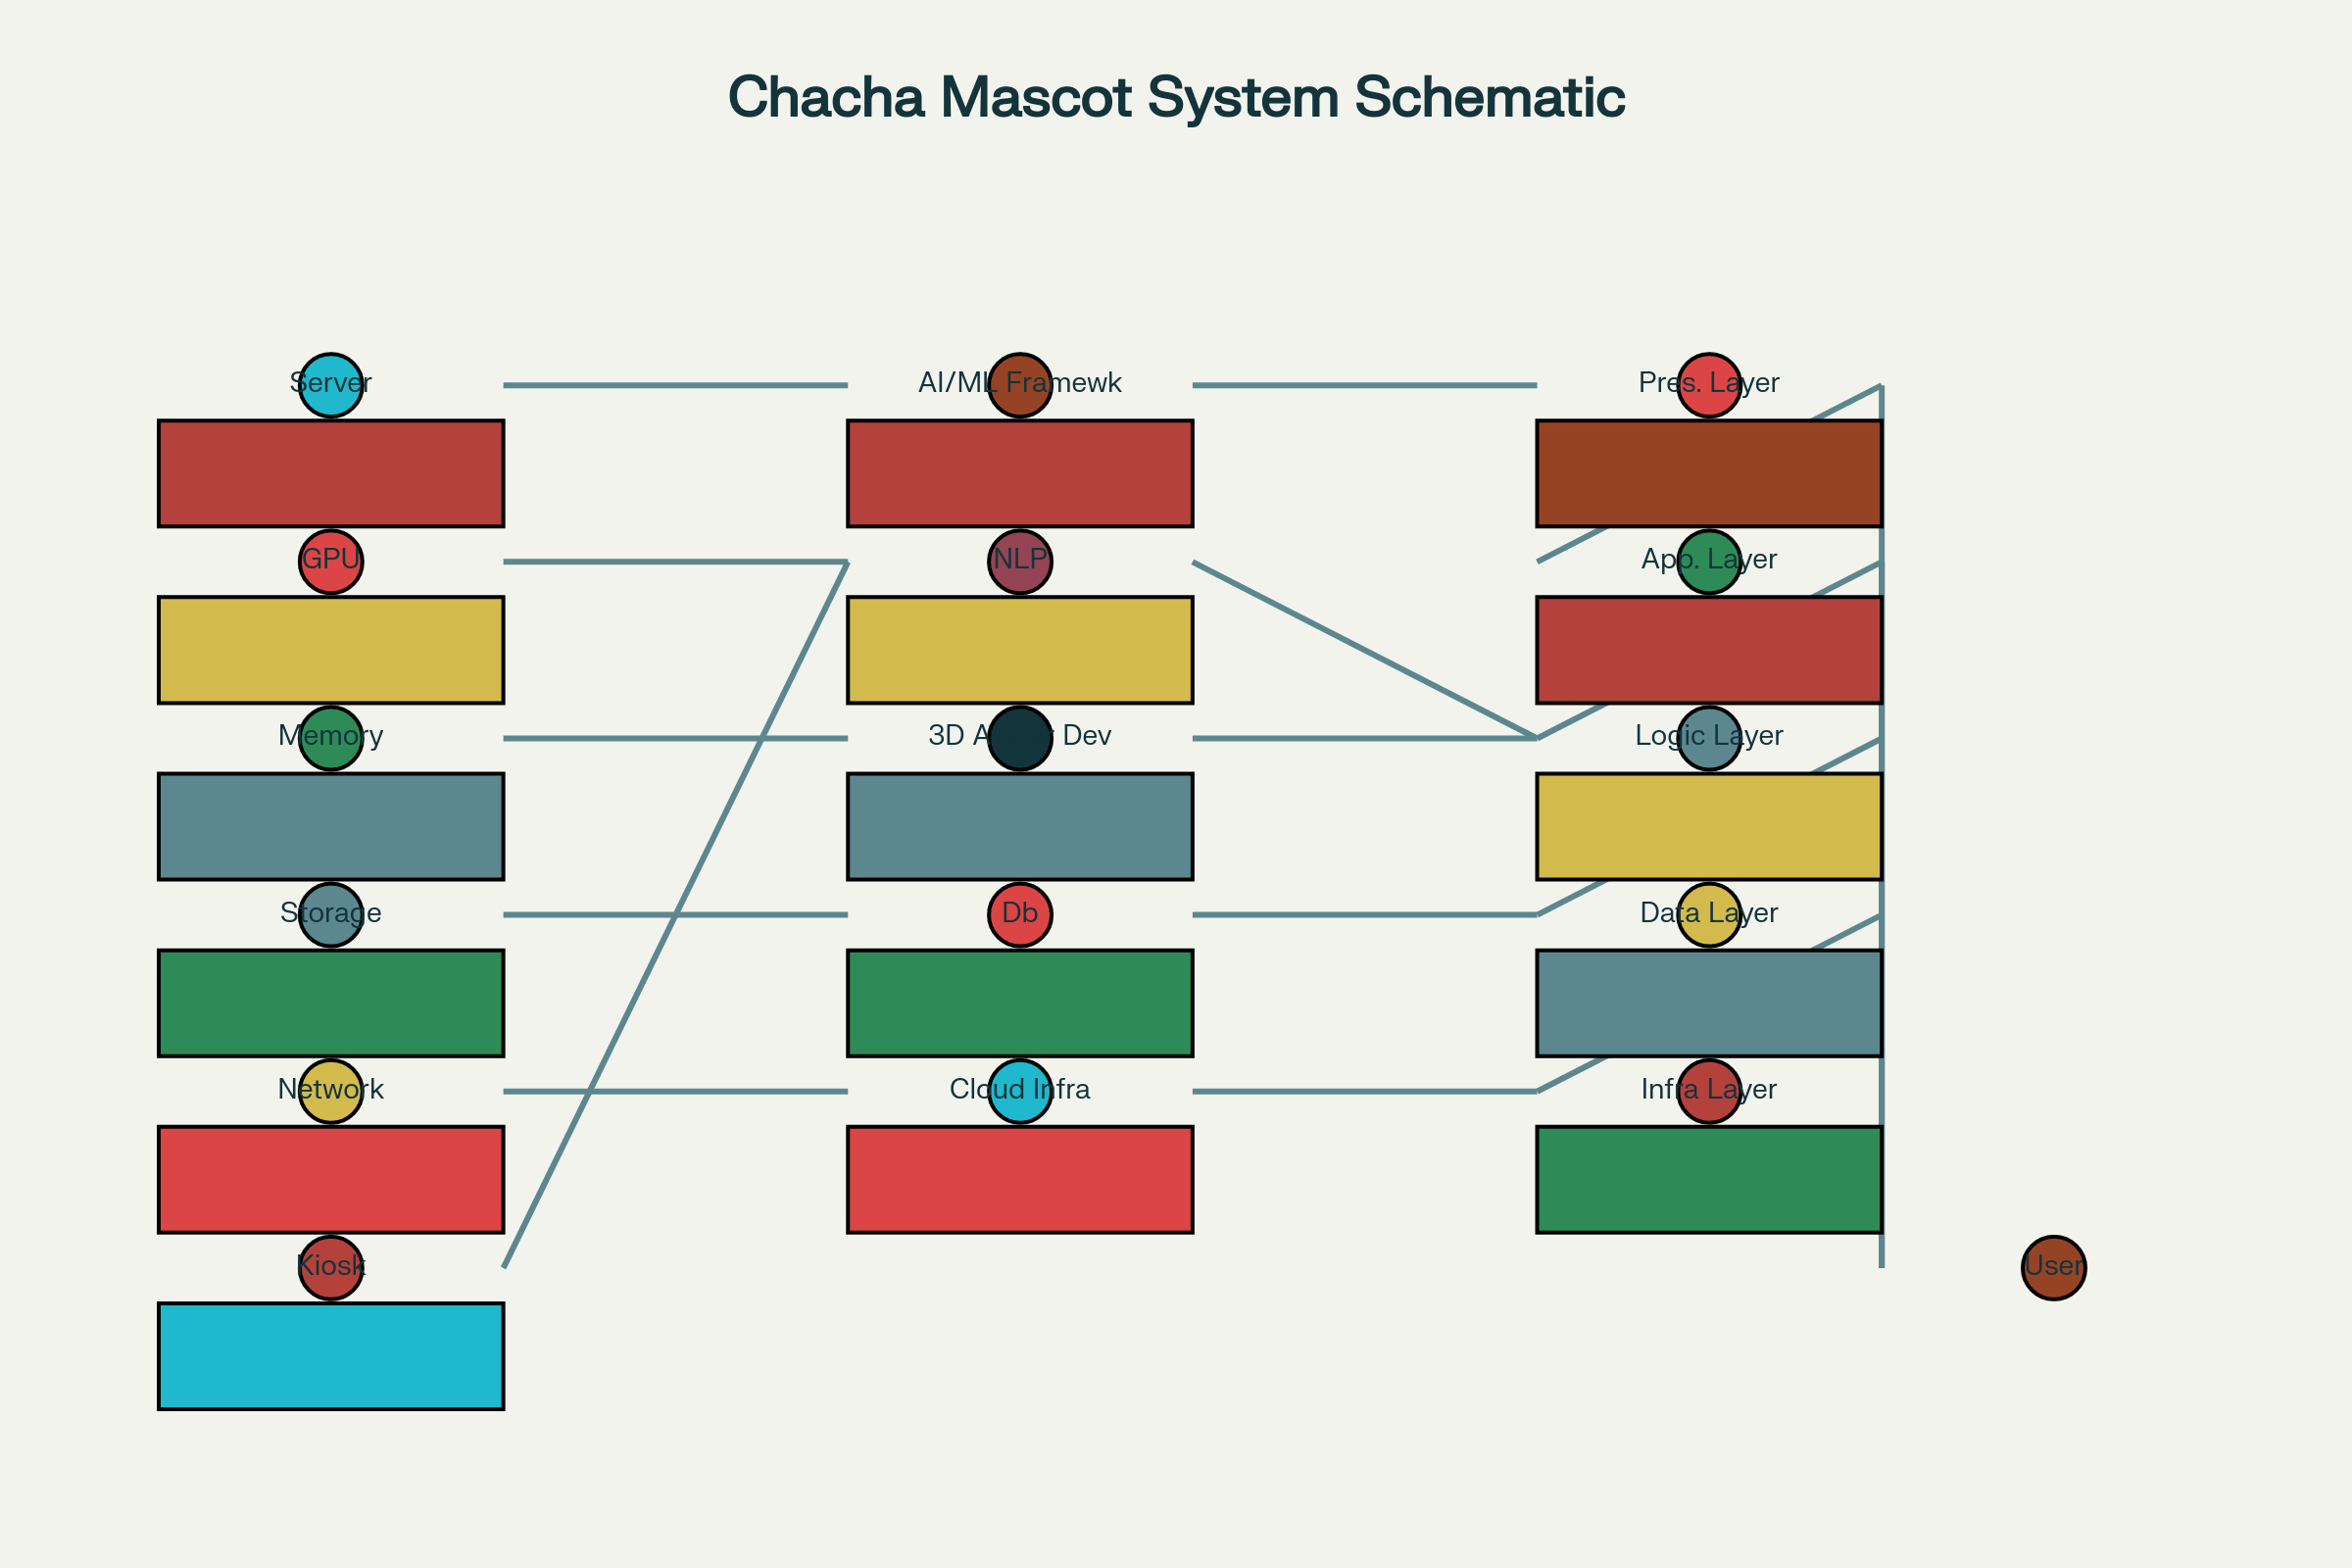 Chacha Mascot System Schematic
Server
AI/ML Framewk
Pres. Layer
GPU
NLP
App. Layer
Memory
3D Dev
Logic Layer
Storage
Db
Data Layer
Network
Cloud Infra
Infra Layer
Kiosk
User